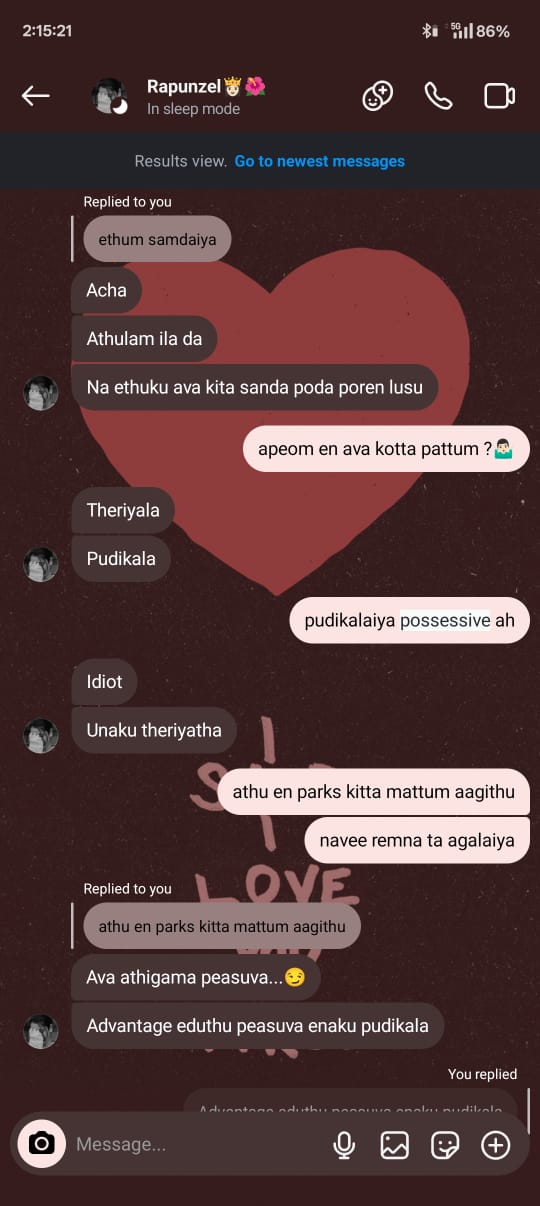 2:15:21
5G 86%
Rapunzel👸🏻🌺
In sleep mode
Results view. Go to newest messages
Replied to you
ethum samdaiya
Acha
Athulam ila da
Na ethuku ava kita sanda poda poren lusu
apeom en ava kotta pattum ?🤷🏻‍♂️
Theriyala
Pudikala
pudikalaiya possessive ah
Idiot
Unaku theriyatha
athu en parks kitta mattum aagithu
navee remna ta agalaiya
LOVE
Replied to you
athu en parks kitta mattum aagithu
Ava athigama peasuva...😏
Advantage eduthu peasuva enaku pudikala
You replied
Advantage eduthu peasuva enaku pudikala
Message...